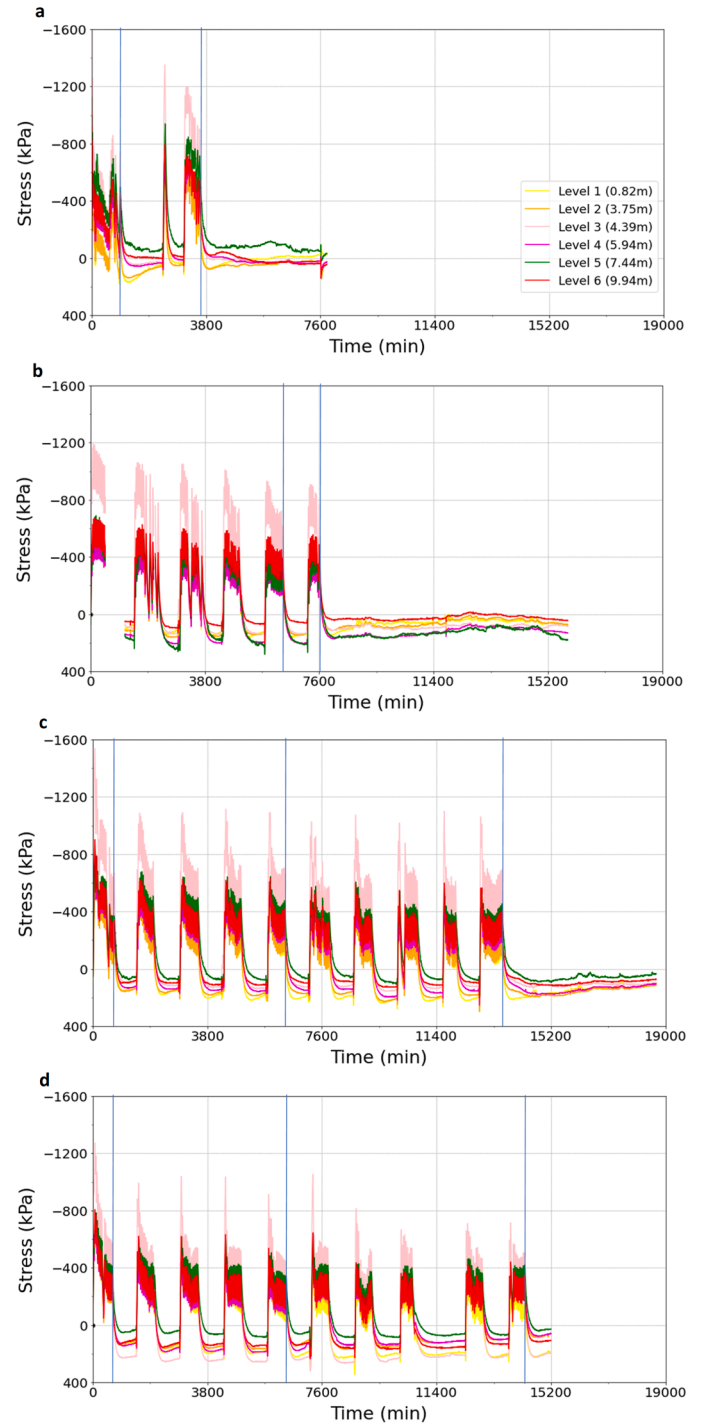 a
−1600
−1200
−800
−400
0
400
Stress (kPa)
Level 1 (0.82m)
Level 2 (3.75m)
Level 3 (4.39m)
Level 4 (5.94m)
Level 5 (7.44m)
Level 6 (9.94m)
0 3800 7600 11400 15200 19000
Time (min)
b
−1600
−1200
−800
−400
0
400
Stress (kPa)
0 3800 7600 11400 15200 19000
Time (min)
c
−1600
−1200
−800
−400
0
400
Stress (kPa)
0 3800 7600 11400 15200 19000
Time (min)
d
−1600
−1200
−800
−400
0
400
Stress (kPa)
0 3800 7600 11400 15200 19000
Time (min)